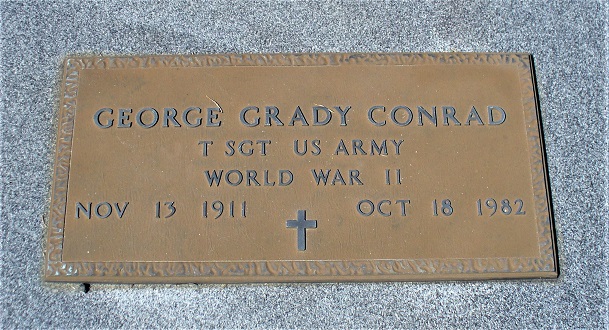 GEORGE GRADY CONRAD
T SGT US ARMY
WORLD WAR II
NOV 13 1911 OCT 18 1982